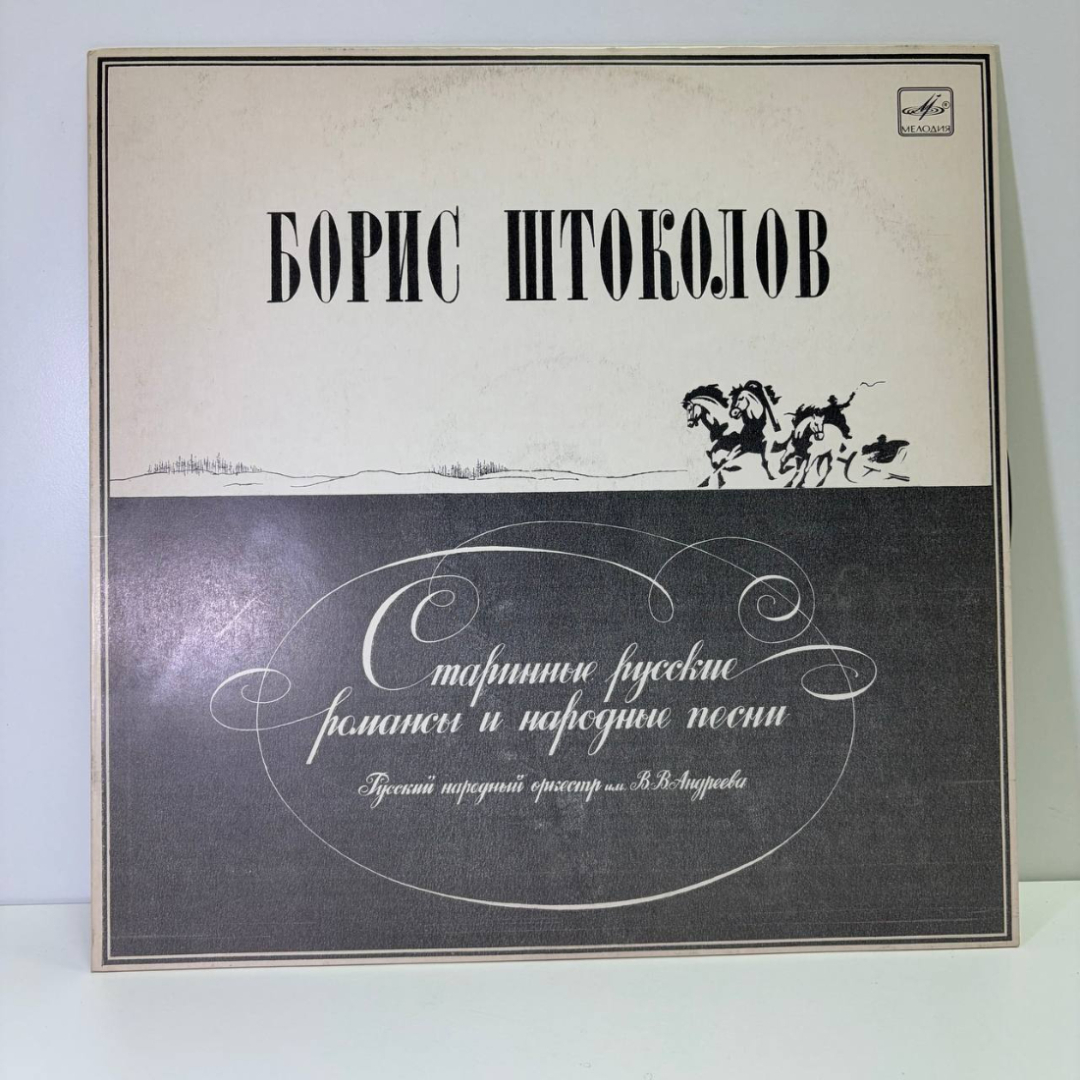 МЕЛОДИЯ
БОРИС ШТОКОЛОВ
Старинные русские
романсы и народные песни
Русский народный оркестр им. В.В.Андреева